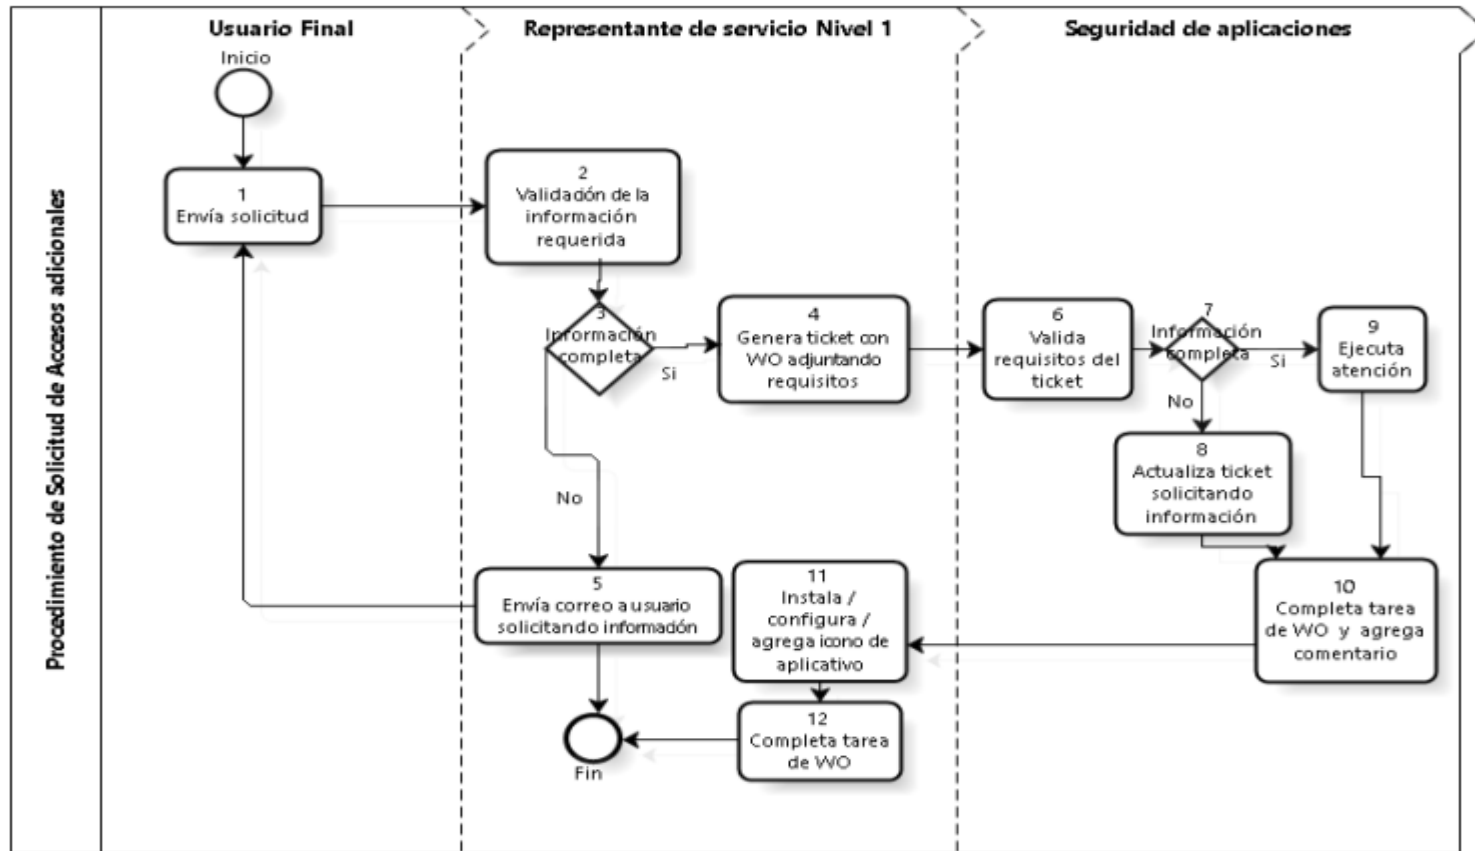 Usuario Final
Representante de servicio Nivel 1
Seguridad de aplicaciones
Procedimiento de Solicitud de Accesos adicionales
Inicio
1
Envía solicitud
2
Validación de la
información
requerida
3
Información
completa
Si
No
4
Genera ticket con
WO adjuntando
requisitos
5
Envía correo a usuario
solicitando información
6
Valida
requisitos del
ticket
7
Información
completa
Si
No
8
Actualiza ticket
solicitando
información
9
Ejecuta
atención
10
Completa tarea
de WO y agrega
comentario
11
Instala /
configura /
agrega icono de
aplicativo
12
Completa tarea
de WO
Fin